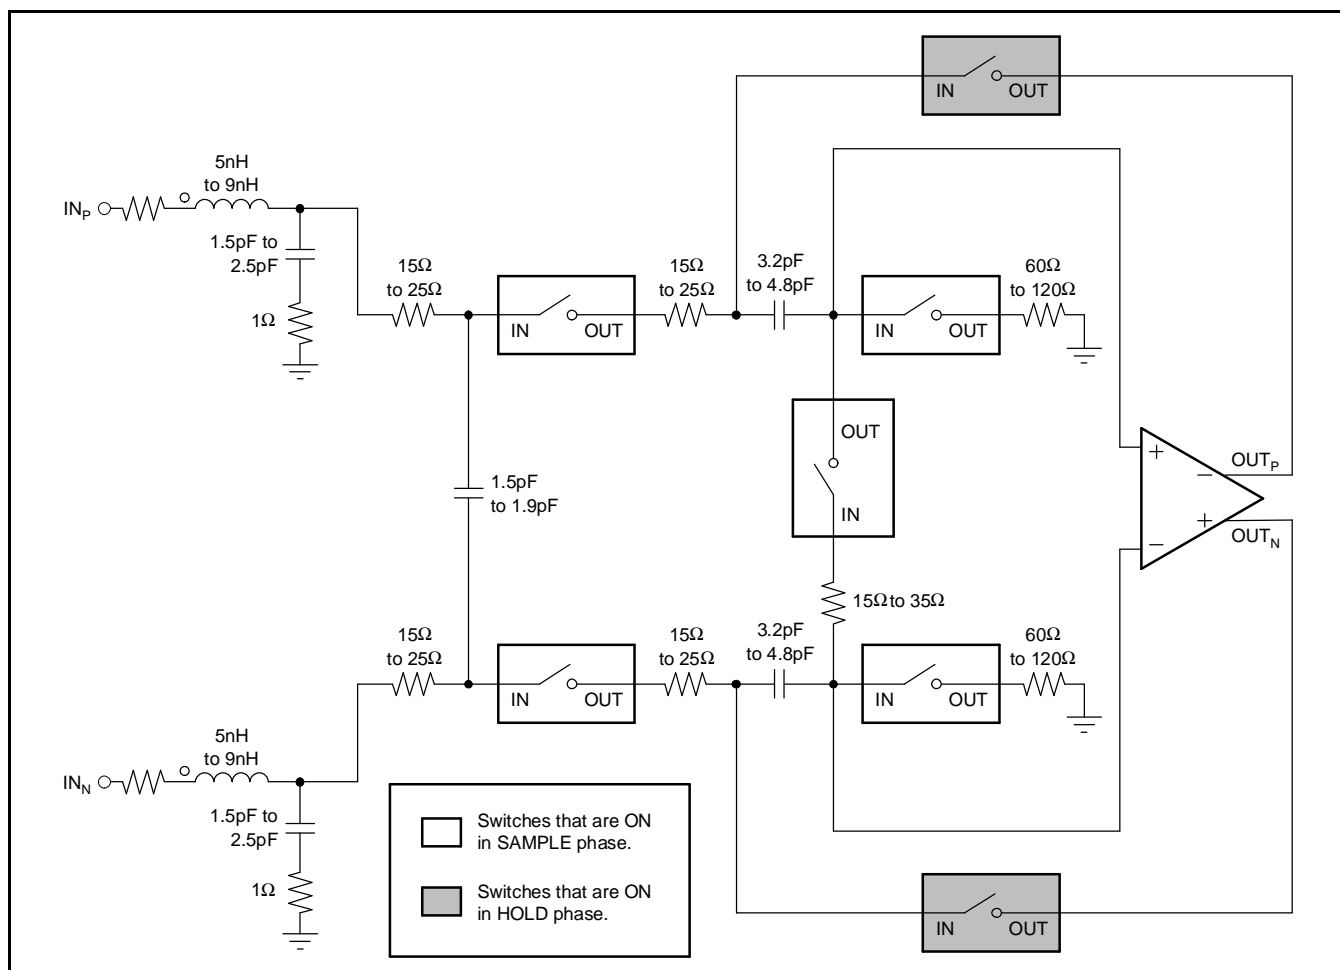 IN OUT
5nH
to 9nH
INP
1.5pF to
2.5pF
1Ω
15Ω
to 25Ω
IN OUT
15Ω
to 25Ω
3.2pF
to 4.8pF
IN OUT
60Ω
to 120Ω
OUT
IN
1.5pF
to 1.9pF
+
−
OUTP
+
−
OUTN
15Ω to 35Ω
15Ω
to 25Ω
IN OUT
15Ω
to 25Ω
3.2pF
to 4.8pF
IN OUT
60Ω
to 120Ω
5nH
to 9nH
INN
1.5pF to
2.5pF
1Ω
Switches that are ON
in SAMPLE phase.
Switches that are ON
in HOLD phase.
IN OUT